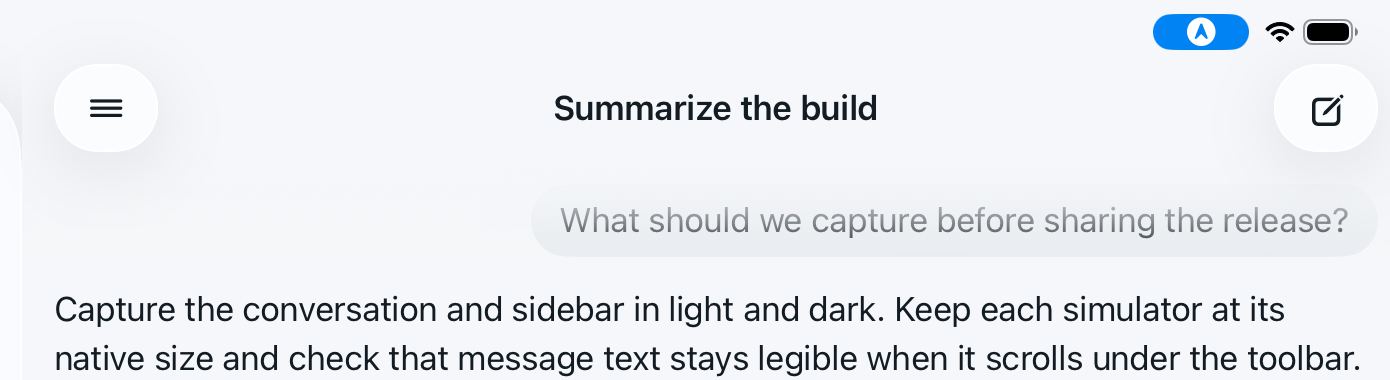 Summarize the build
What should we capture before sharing the release?
Capture the conversation and sidebar in light and dark. Keep each simulator at its
native size and check that message text stays legible when it scrolls under the toolbar.